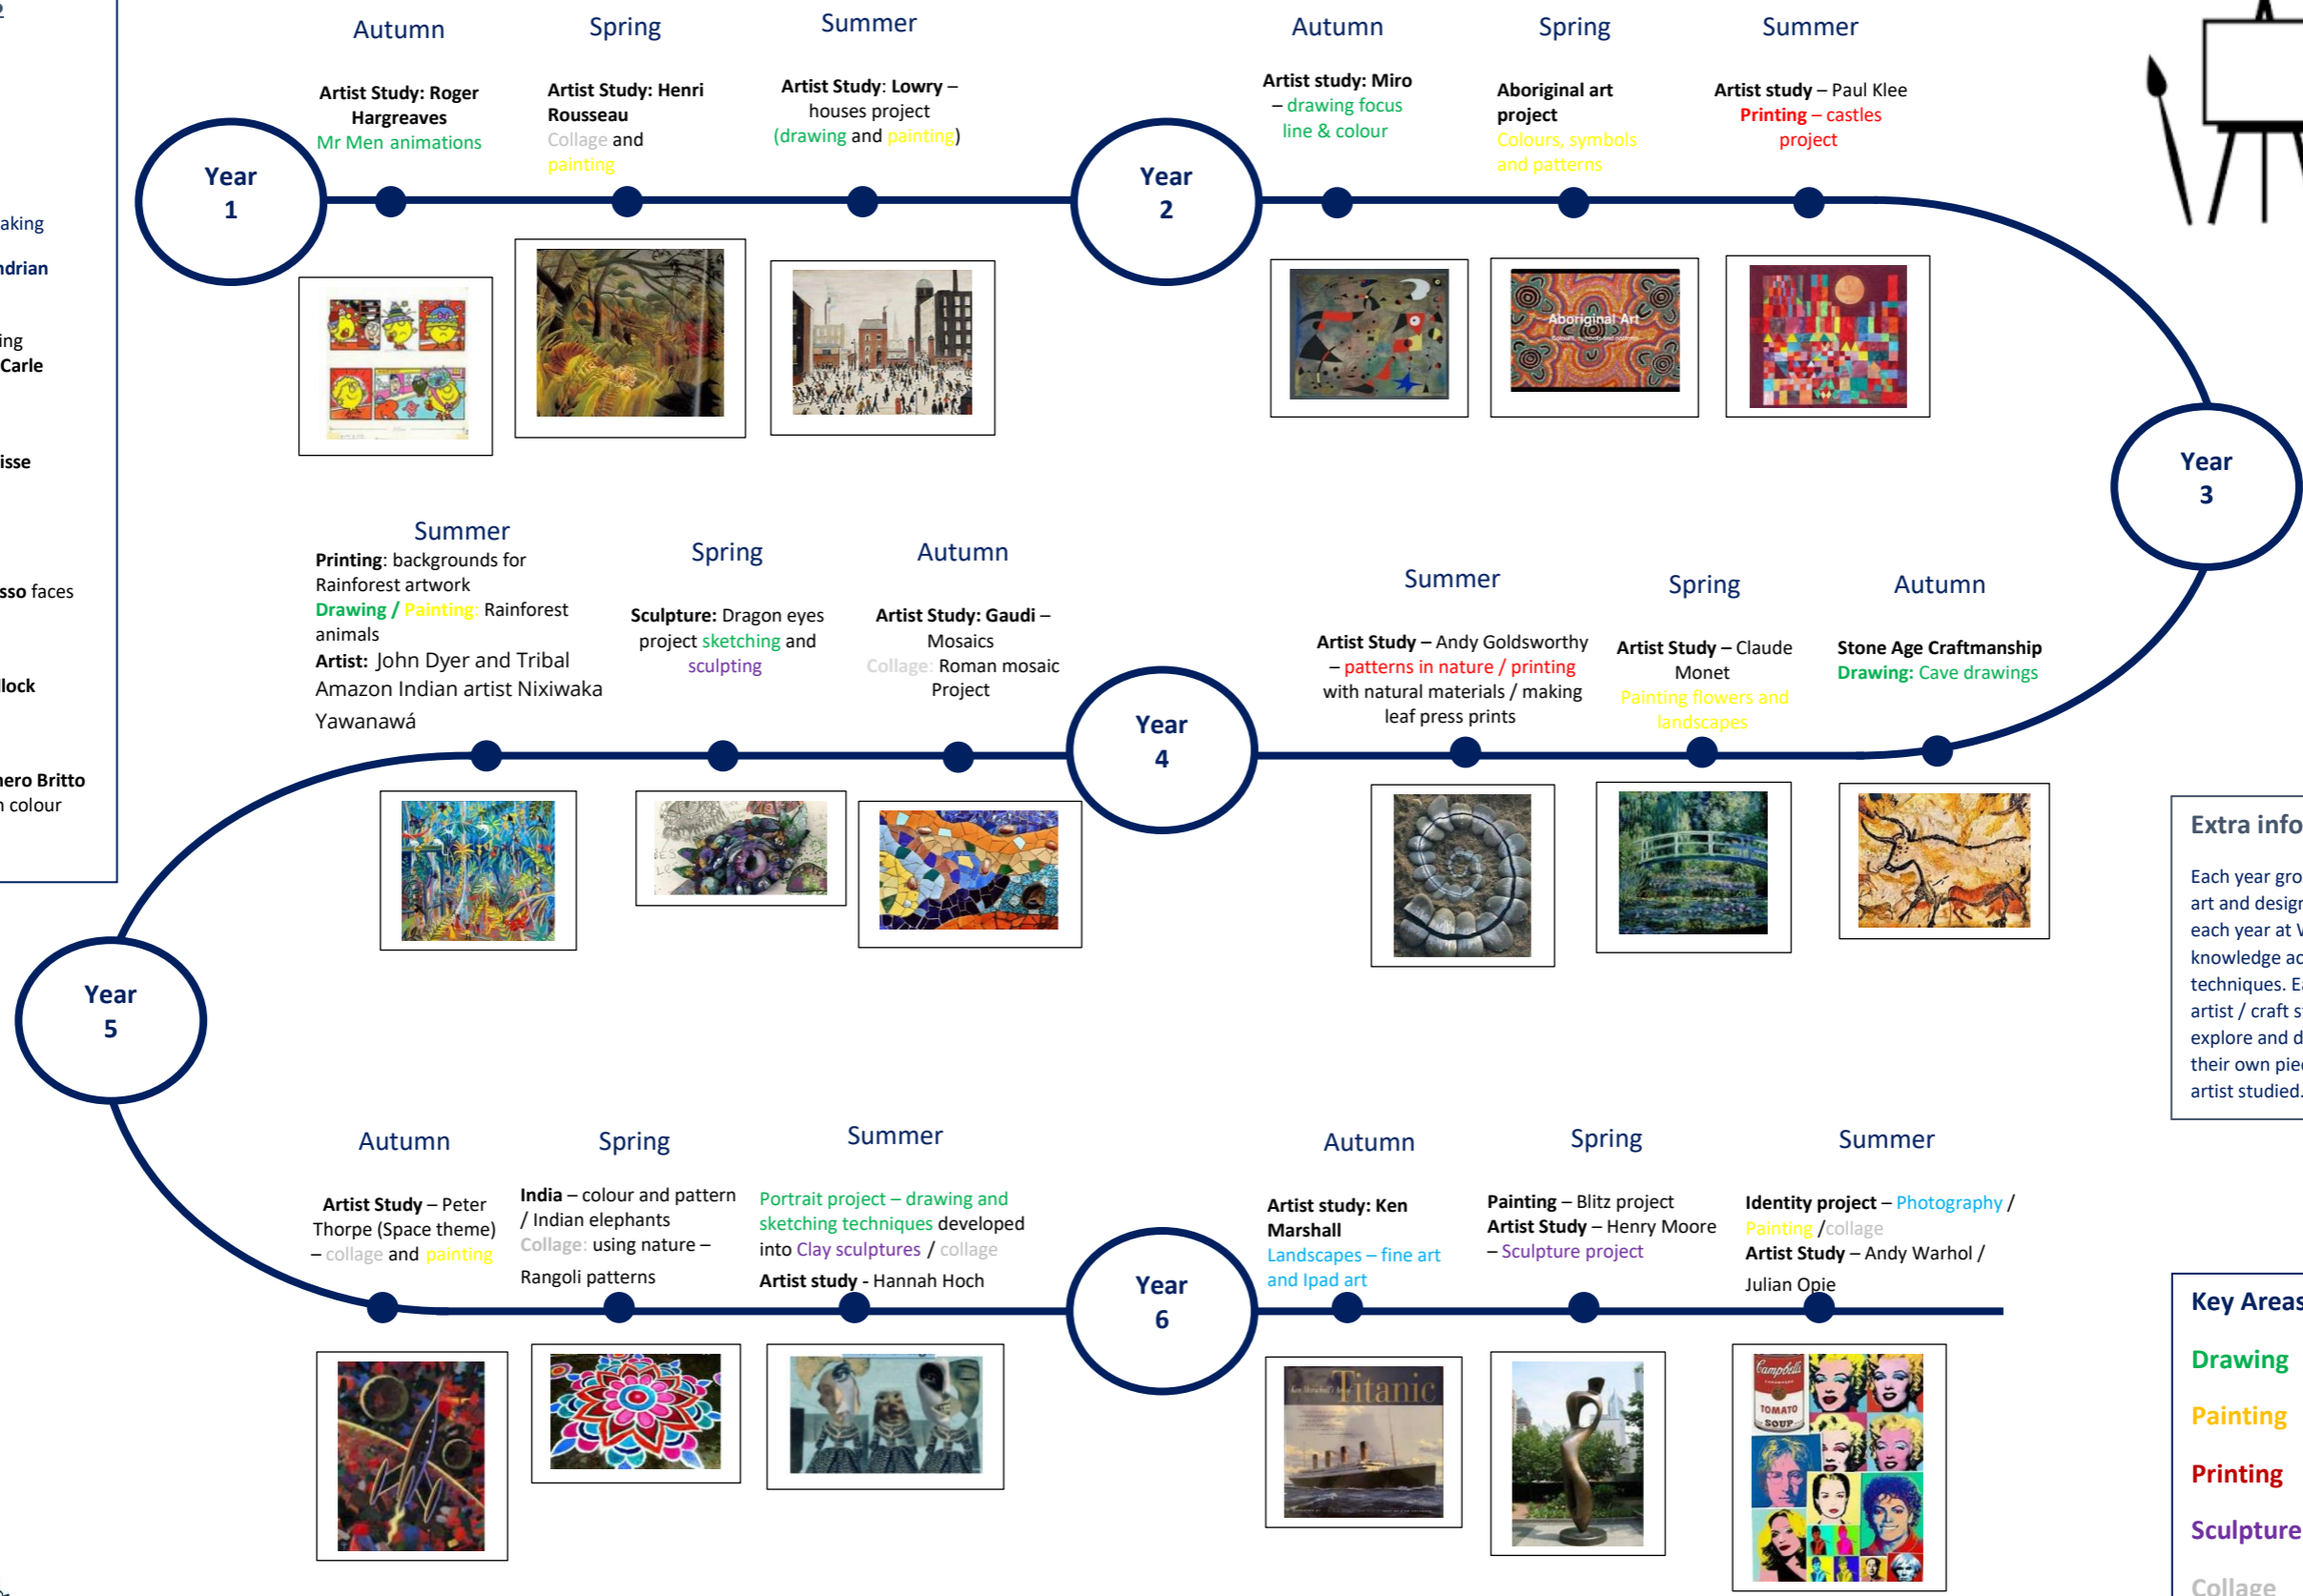 aking
ndrian
ing
Carle
isse
sso faces
llock
mero Britto
n colour
Autumn
Artist Study: Roger
Hargreaves
Mr Men animations
Spring
Artist Study: Henri
Rousseau
Collage and
painting
Summer
Artist Study: Lowry –
houses project
(drawing and painting)
Year
1
Year
2
Autumn
Artist study: Miro
– drawing focus
line & colour
Spring
Aboriginal art
project
Colours, symbols
and patterns
Summer
Artist study – Paul Klee
Printing – castles
project
Aboriginal Art
Year
3
Autumn
Stone Age Craftmanship
Drawing: Cave drawings
Spring
Artist Study – Claude
Monet
Painting flowers and
landscapes
Summer
Artist Study – Andy Goldsworthy
– patterns in nature / printing
with natural materials / making
leaf press prints
Year
4
Autumn
Artist Study: Gaudi –
Mosaics
Collage: Roman mosaic
Project
Spring
Sculpture: Dragon eyes
project sketching and
sculpting
Summer
Printing: backgrounds for
Rainforest artwork
Drawing / Painting: Rainforest
animals
Artist: John Dyer and Tribal
Amazon Indian artist Nixiwaka
Yawanawá
Year
5
Autumn
Artist Study – Peter
Thorpe (Space theme)
– collage and painting
Spring
India – colour and pattern
/ Indian elephants
Collage: using nature –
Rangoli patterns
Summer
Portrait project – drawing and
sketching techniques developed
into Clay sculptures / collage
Artist study - Hannah Hoch
Year
6
Autumn
Artist study: Ken
Marshall
Landscapes – fine art
and Ipad art
Spring
Painting – Blitz project
Artist Study – Henry Moore
– Sculpture project
Summer
Identity project – Photography /
Painting /collage
Artist Study – Andy Warhol /
Julian Opie
Titanic
Campbell's
TOMATO
SOUP
Extra info
Each year gro
art and design
each year at W
knowledge ac
techniques. Ea
artist / craft s
explore and d
their own piec
artist studied.
Key Areas
Drawing
Painting
Printing
Sculpture
Collage